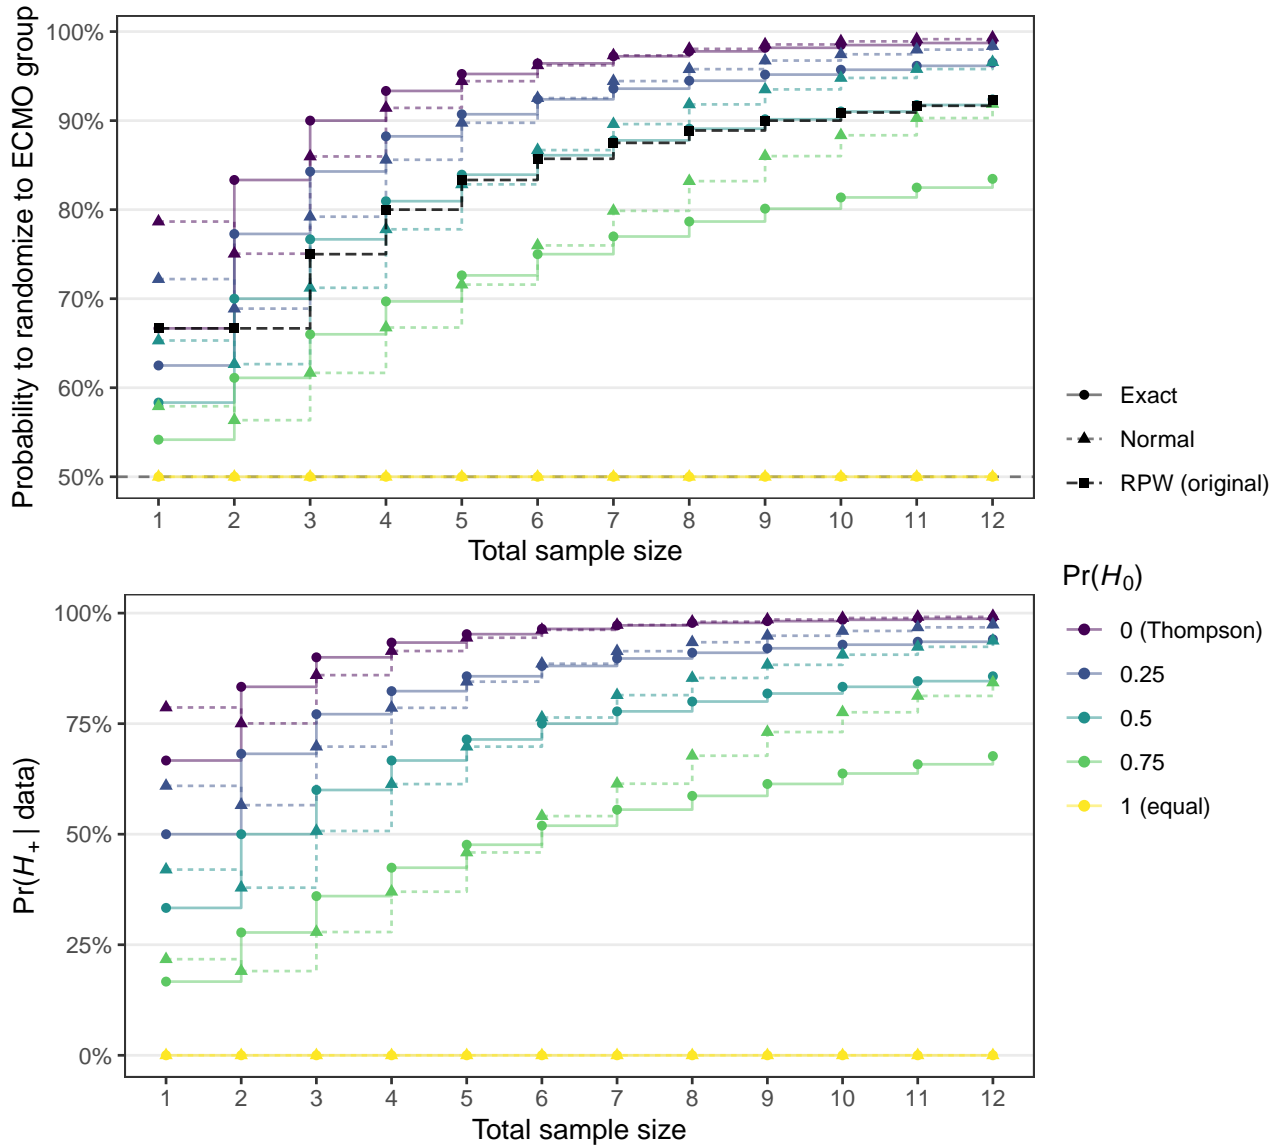 Probability to randomize to ECMO group
100%
90%
80%
70%
60%
50%
1 2 3 4 5 6 7 8 9 10 11 12
Total sample size
Exact
Normal
RPW (original)
Pr(H₊ | data)
100%
75%
50%
25%
0%
1 2 3 4 5 6 7 8 9 10 11 12
Total sample size
Pr(H₀)
0 (Thompson)
0.25
0.5
0.75
1 (equal)